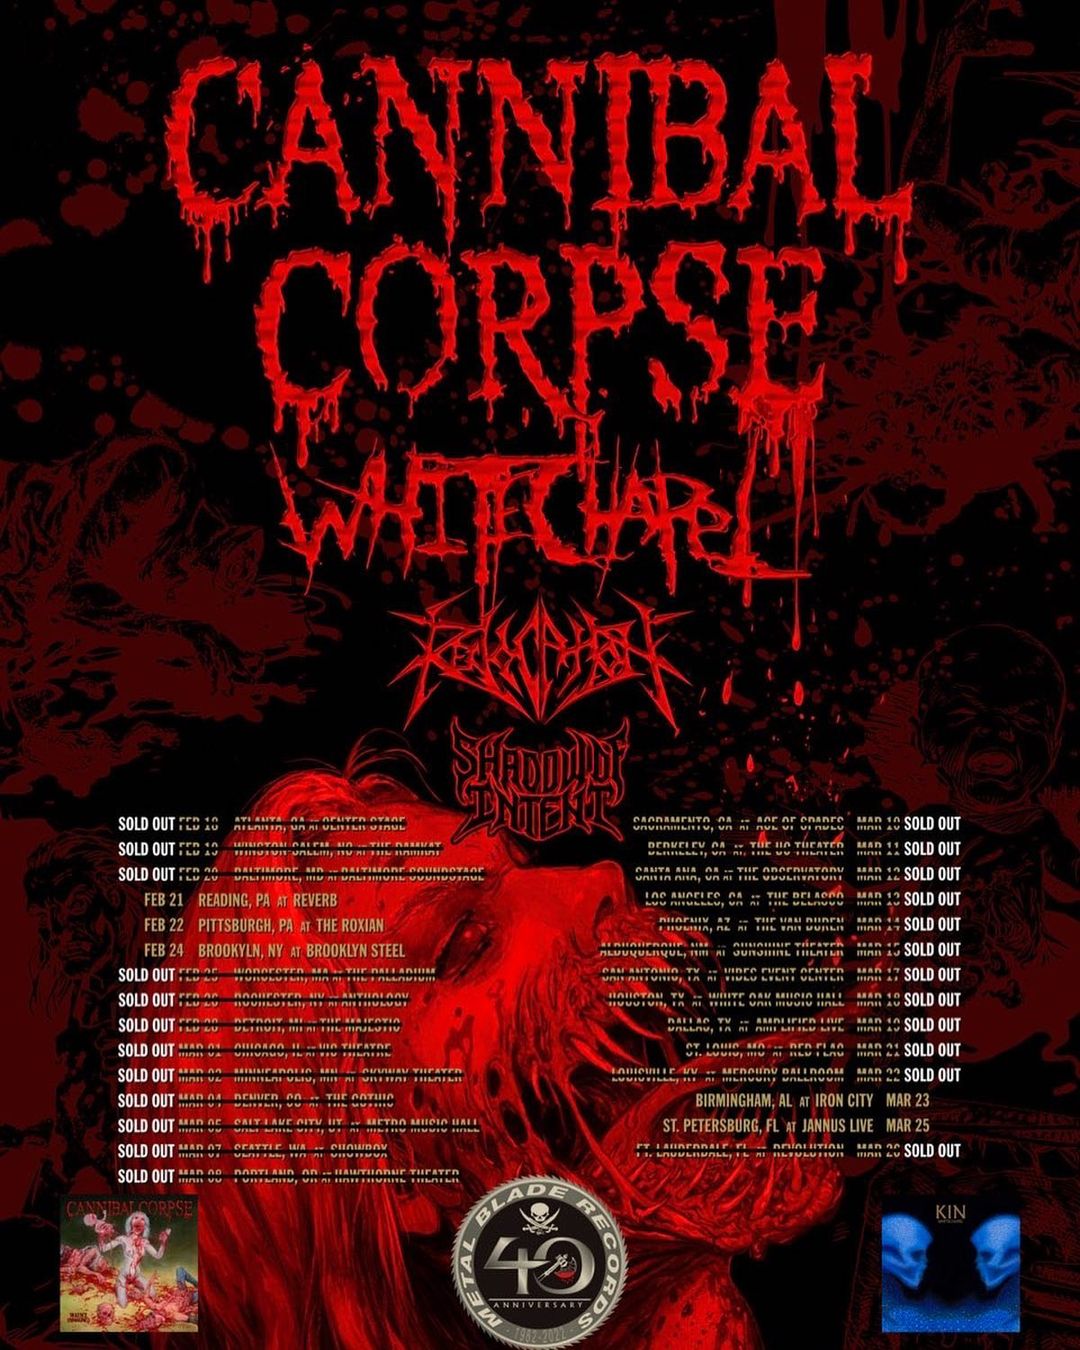 CANNIBAL
CORPSE
WHITECHAPEL
REVOCATION
SHADOW OF
INTENT
SOLD OUT FEB 18 ATLANTA, GA AT CENTER STAGE
SOLD OUT FEB 19 WINSTON-SALEM, NC AT THE RAMKAT
SOLD OUT FEB 20 BALTIMORE, MD AT BALTIMORE SOUNDSTAGE
FEB 21 READING, PA AT REVERB
FEB 22 PITTSBURGH, PA AT THE ROXIAN
FEB 24 BROOKYLN, NY AT BROOKLYN STEEL
SOLD OUT FEB 25 WORCESTER, MA AT THE PALLADIUM
SOLD OUT FEB 26 ROCHESTER, NY AT ANTHOLOGY
SOLD OUT FEB 28 DETROIT, MI AT THE MAJESTIC
SOLD OUT MAR 01 CHICAGO, IL AT VIC THEATRE
SOLD OUT MAR 02 MINNEAPOLIS, MN AT SKYWAY THEATER
SOLD OUT MAR 04 DENVER, CO AT THE GOTHIC
SOLD OUT MAR 05 SALT LAKE CITY, UT AT METRO MUSIC HALL
SOLD OUT MAR 07 SEATTLE, WA AT SHOWBOX
SOLD OUT MAR 08 PORTLAND, OR AT HAWTHORNE THEATER
SACRAMENTO, CA AT ACE OF SPADES MAR 10 SOLD OUT
BERKELEY, CA AT THE UC THEATER MAR 11 SOLD OUT
SANTA ANA, CA AT THE OBSERVATORY MAR 12 SOLD OUT
LOS ANGELES, CA AT THE BELASCO MAR 13 SOLD OUT
PHOENIX, AZ AT THE VAN BUREN MAR 14 SOLD OUT
ALBUQUERQUE, NM AT SUNSHINE THEATER MAR 15 SOLD OUT
SAN ANTONIO, TX AT VIBES EVENT CENTER MAR 17 SOLD OUT
HOUSTON, TX AT WHITE OAK MUSIC HALL MAR 18 SOLD OUT
DALLAS, TX AT AMPLIFIED LIVE MAR 19 SOLD OUT
ST. LOUIS, MO AT RED FLAG MAR 21 SOLD OUT
LOUISVILLE, KY AT MERCURY BALLROOM MAR 22 SOLD OUT
BIRMINGHAM, AL AT IRON CITY MAR 23
ST. PETERSBURG, FL AT JANNUS LIVE MAR 25
FT. LAUDERDALE, FL AT REVOLUTION MAR 26 SOLD OUT
CANNIBAL CORPSE
METAL BLADE RECORDS
40
ANNIVERSARY
1982-2022
KIN
WHITECHAPEL